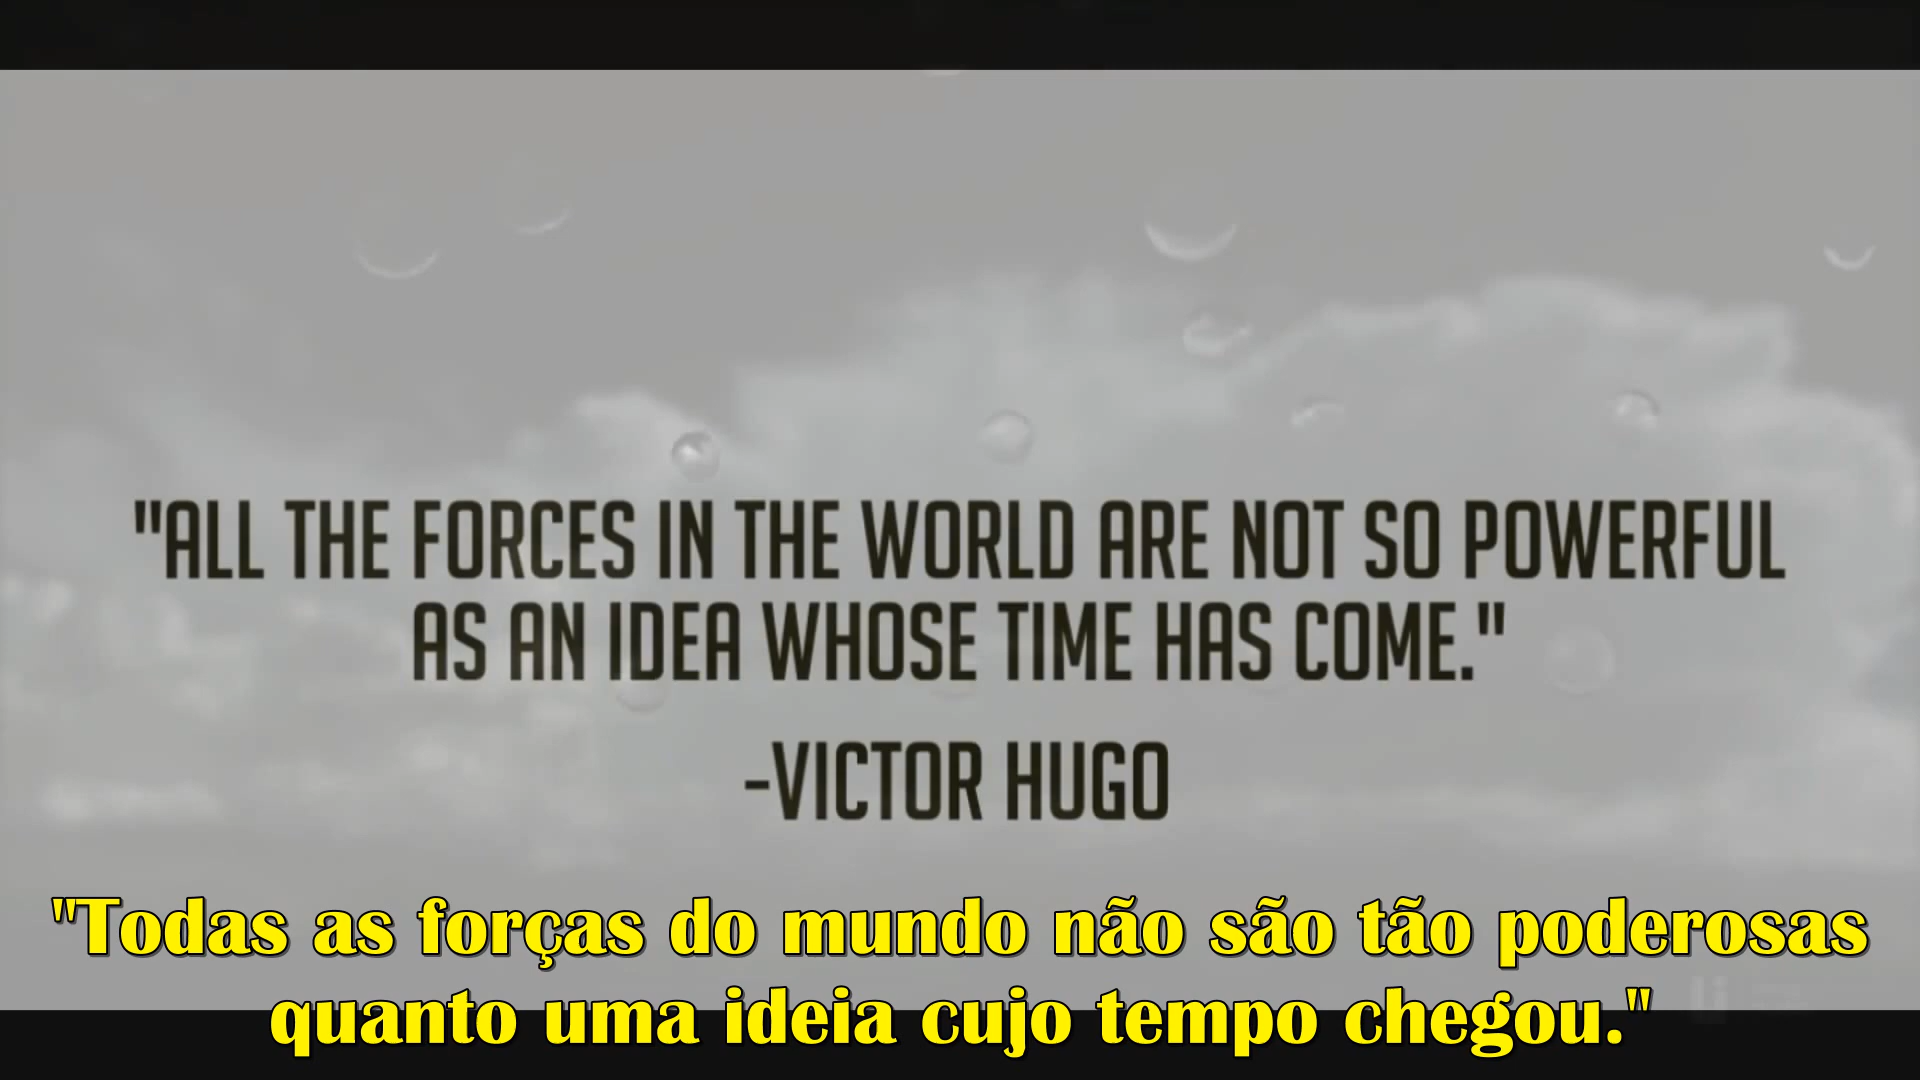 "ALL THE FORCES IN THE WORLD ARE NOT SO POWERFUL
AS AN IDEA WHOSE TIME HAS COME."
-VICTOR HUGO
"Todas as forças do mundo não são tão poderosas
quanto uma ideia cujo tempo chegou."